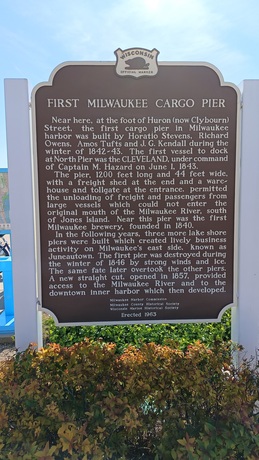 WISCONSIN
OFFICIAL MARKER
FIRST MILWAUKEE CARGO PIER
Near here, at the foot of Huron (now Clybourn)
Street, the first cargo pier in Milwaukee
harbor was built by Horatio Stevens, Richard
Owens, Amos Tufts and J. G. Kendall during the
winter of 1842-43. The first vessel to dock
at North Pier was the CLEVELAND, under command
of Captain M. Hazard on June 1, 1843.
The pier, 1200 feet long and 44 feet wide,
with a freight shed at the end and a ware-
house and tollgate at the entrance, permitted
the unloading of freight and passengers from
large vessels which could not enter the
original mouth of the Milwaukee River, south
of Jones Island. Near this pier was the first
Milwaukee brewery, founded in 1840.
In the following years, three more lake shore
piers were built which created lively business
activity on Milwaukee's east side, known as
Juneautown. The first pier was destroyed during
the winter of 1846 by strong winds and ice.
The same fate later overtook the other piers.
A new straight cut, opened in 1857, provided
access to the Milwaukee River and to the
downtown inner harbor which then developed.
Milwaukee Harbor Commission
Milwaukee County Historical Society
Wisconsin Marine Historical Society
Erected 1965